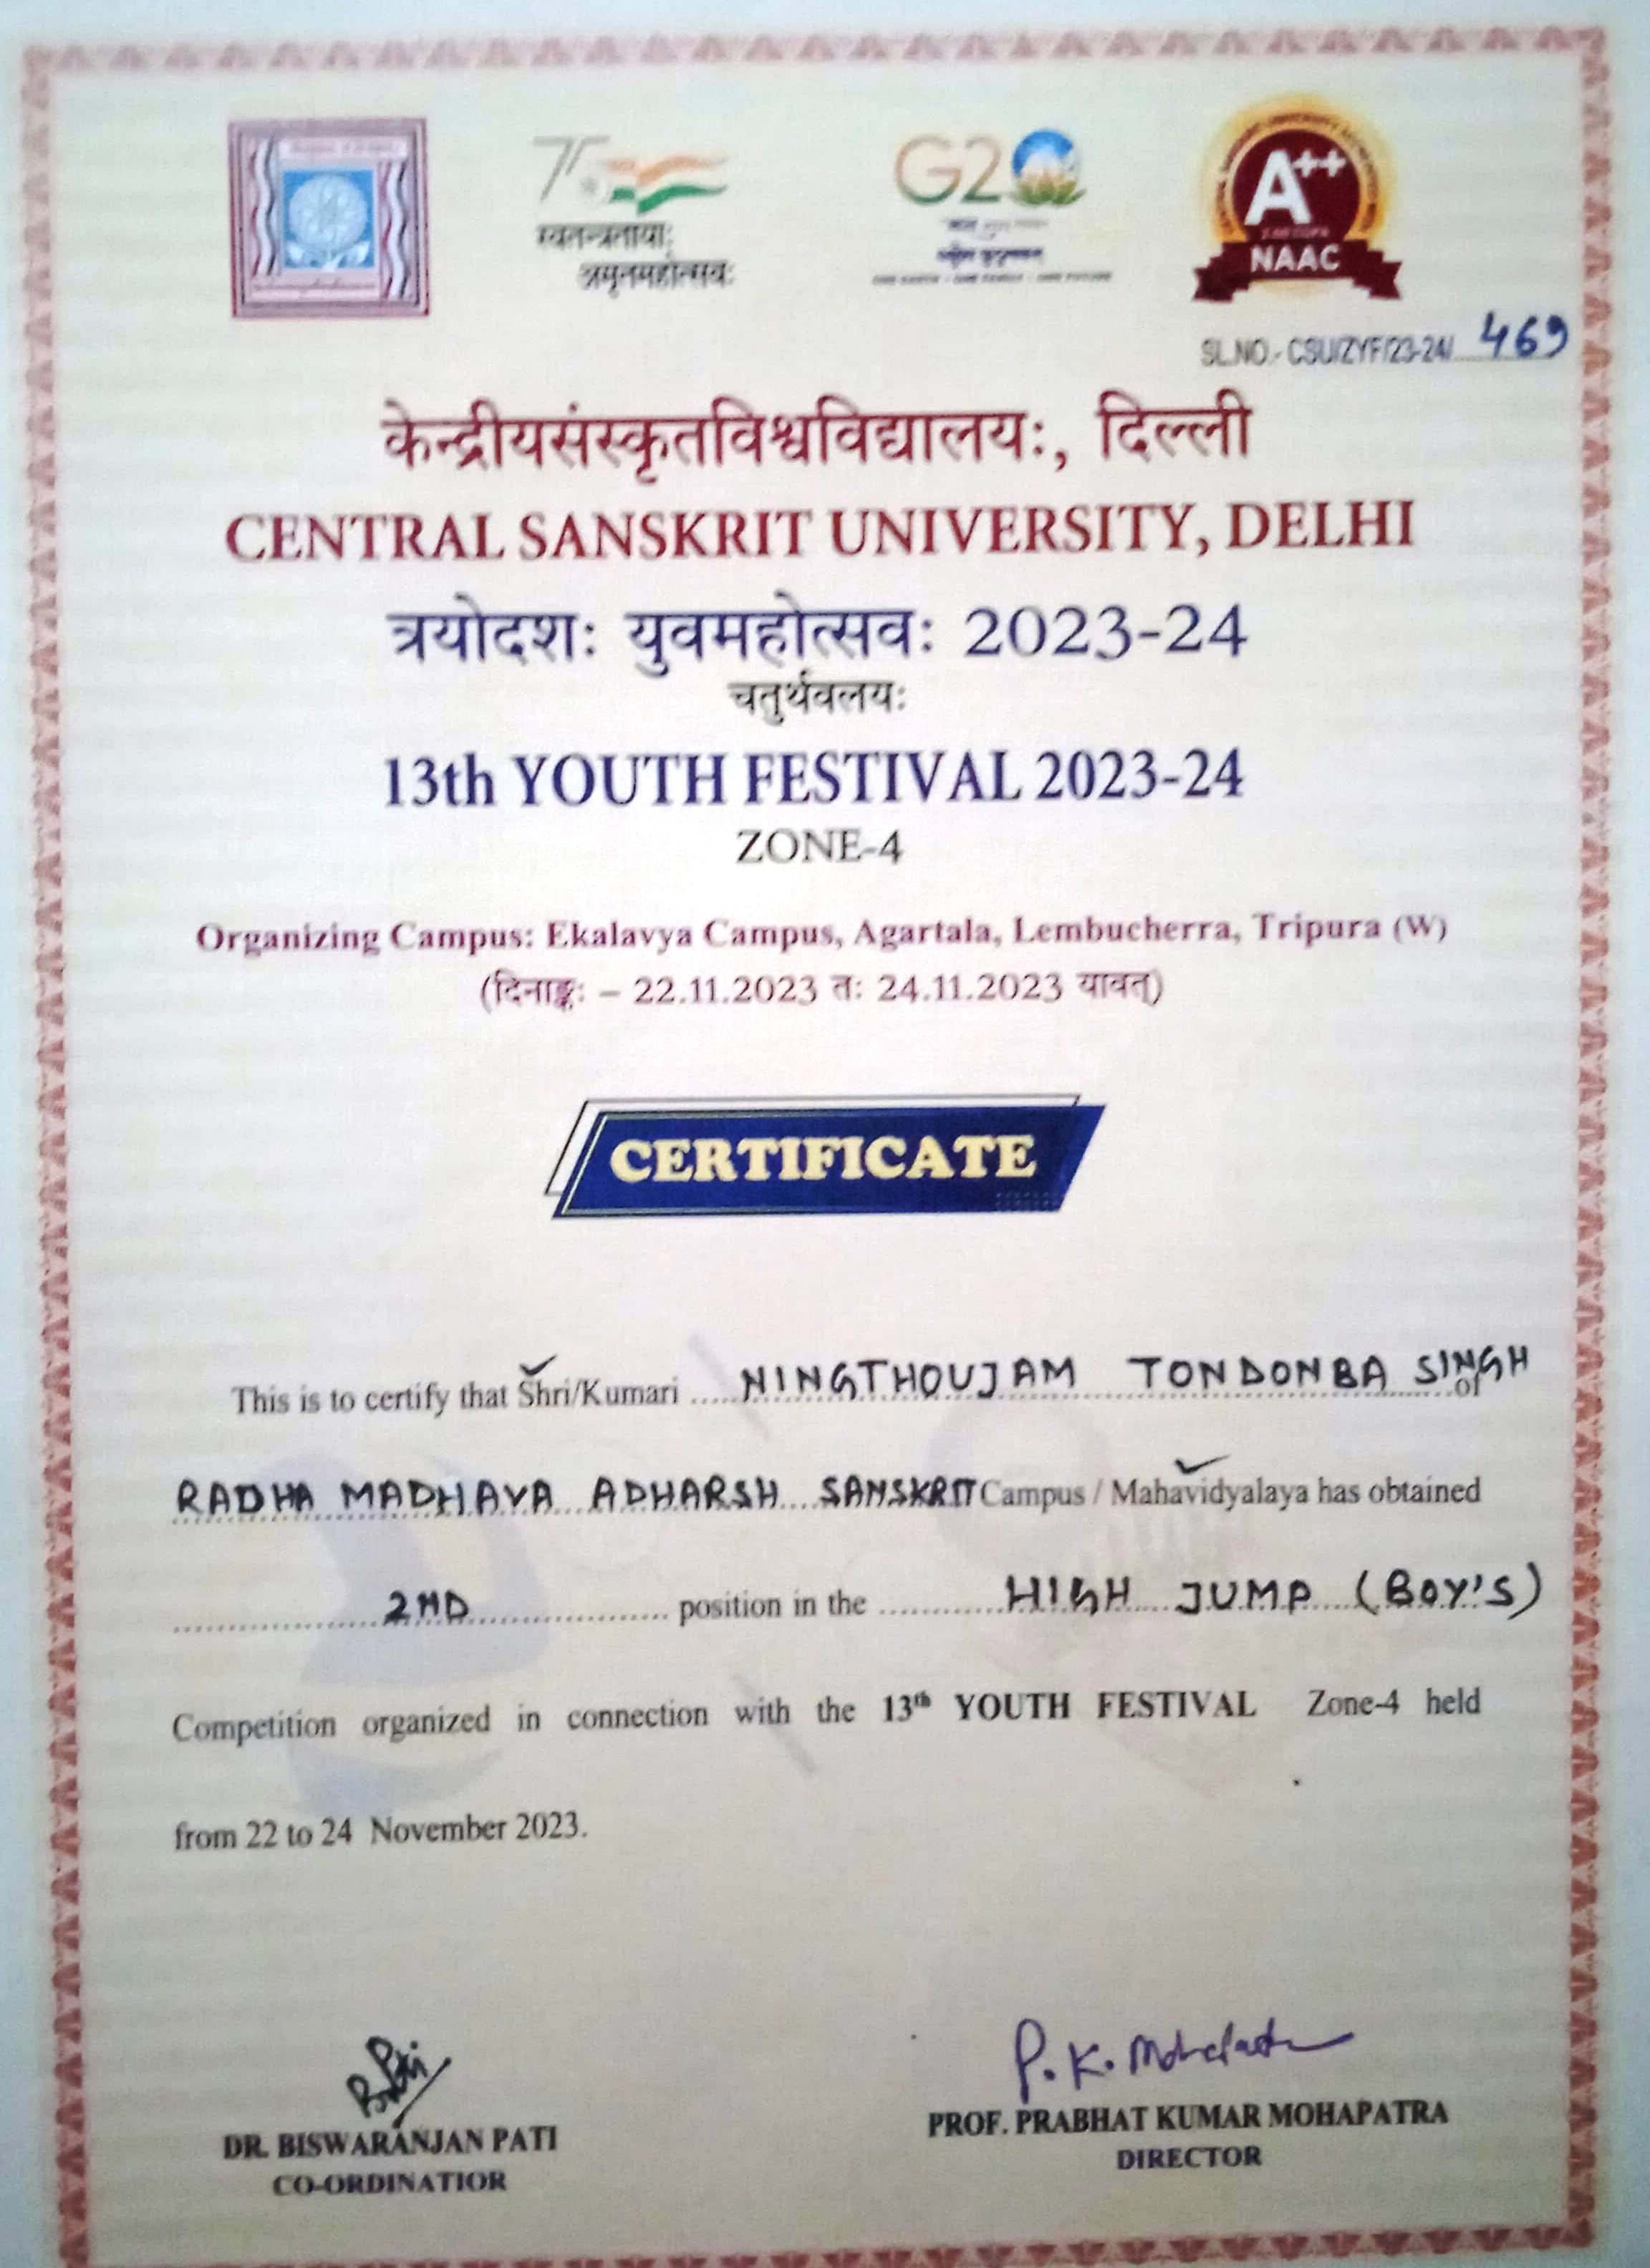 75
स्वतन्त्रतायाः
अमृतमहोत्सवः
G20
A++
NAAC
SL.NO.- CSU/ZYF/23-24/ 469
केन्द्रीयसंस्कृतविश्वविद्यालयः, दिल्ली
CENTRAL SANSKRIT UNIVERSITY, DELHI
त्रयोदशः युवमहोत्सवः 2023-24
चतुर्थवलयः
13th YOUTH FESTIVAL 2023-24
ZONE-4
Organizing Campus: Ekalavya Campus, Agartala, Lembucherra, Tripura (W)
(दिनाङ्कः – 22.11.2023 तः 24.11.2023 यावत्)
CERTIFICATE
This is to certify that Shri/Kumari ..... NINGTHOUJAM TONDONBA SINGH of
RADHA MADHAVA ADHARSH SANSKRIT Campus / Mahavidyalaya has obtained
2ND position in the HIGH JUMP (BOY'S)
Competition organized in connection with the 13th YOUTH FESTIVAL Zone-4 held
from 22 to 24 November 2023.
P. K. Mohapatra
DR. BISWARANJAN PATI
CO-ORDINATIOR
PROF. PRABHAT KUMAR MOHAPATRA
DIRECTOR